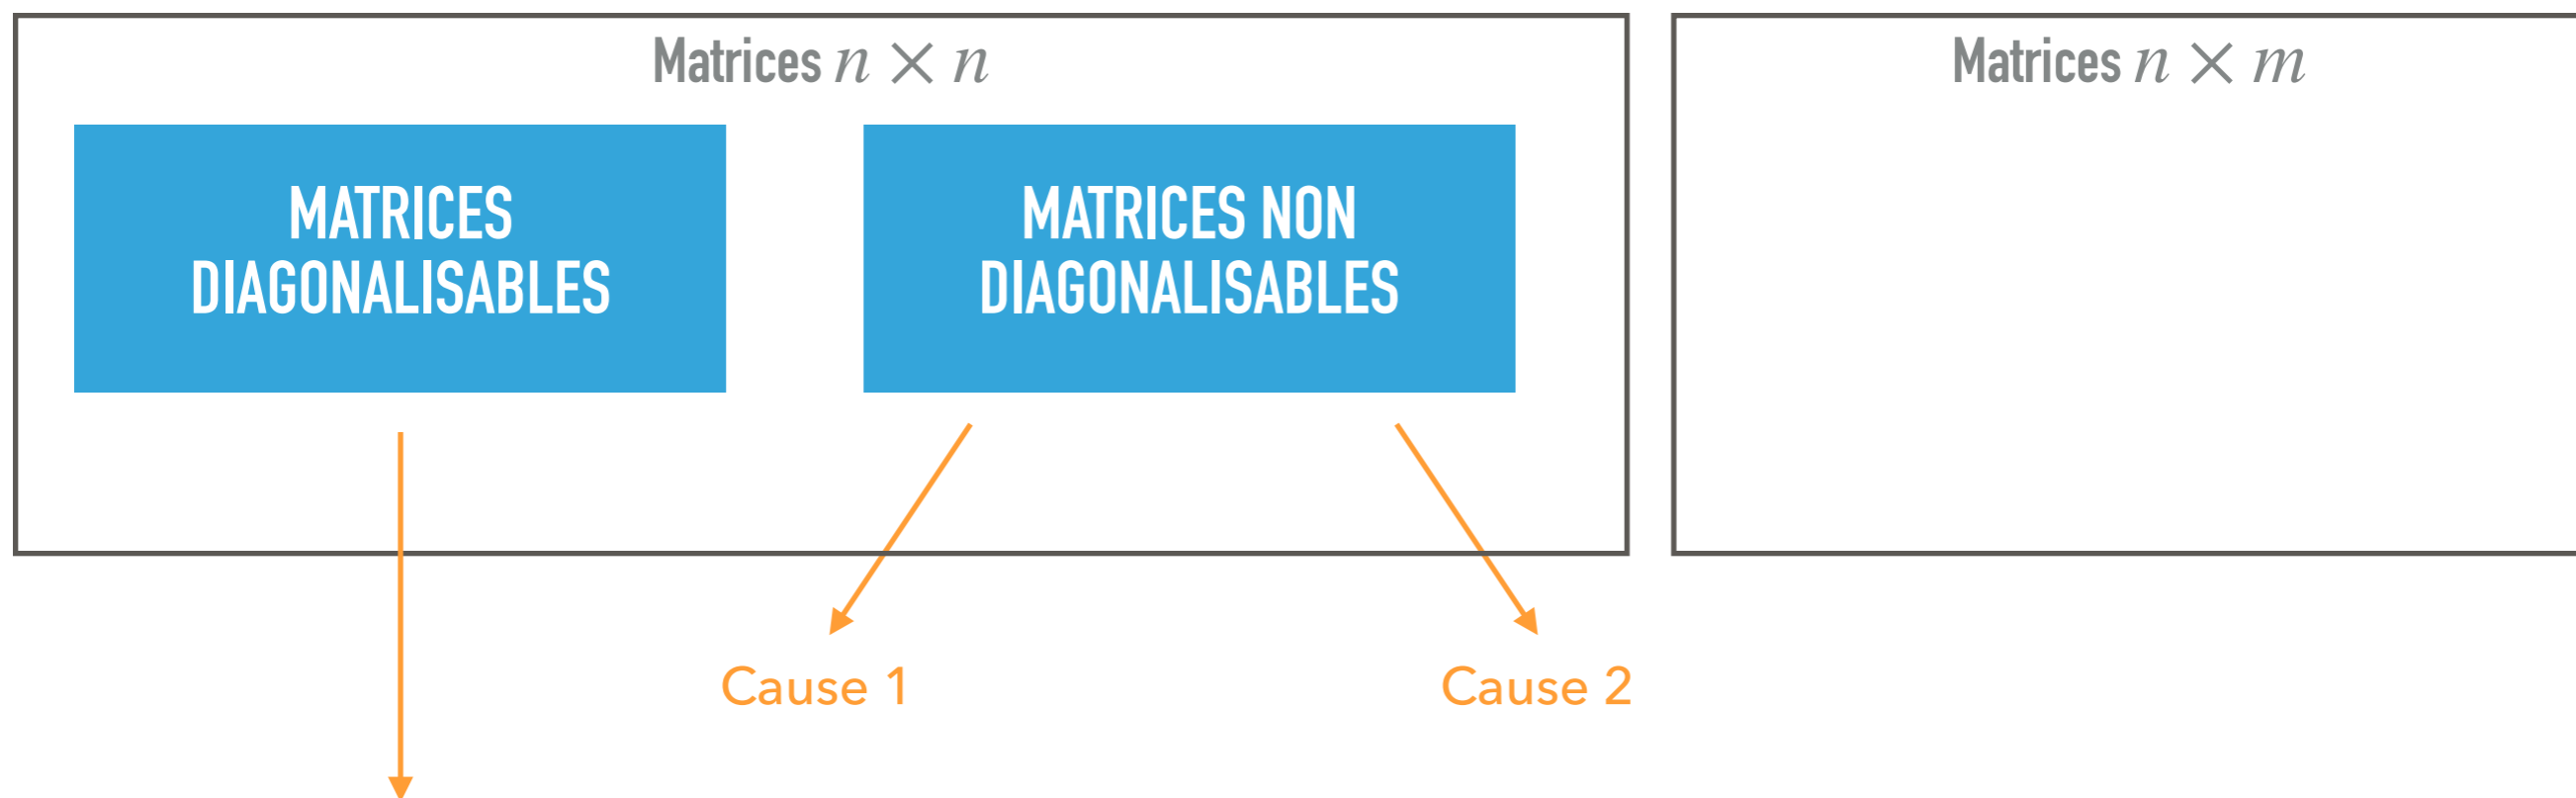 Matrices n × n
Matrices n × m
MATRICES
DIAGONALISABLES
MATRICES NON
DIAGONALISABLES
Cause 1
Cause 2